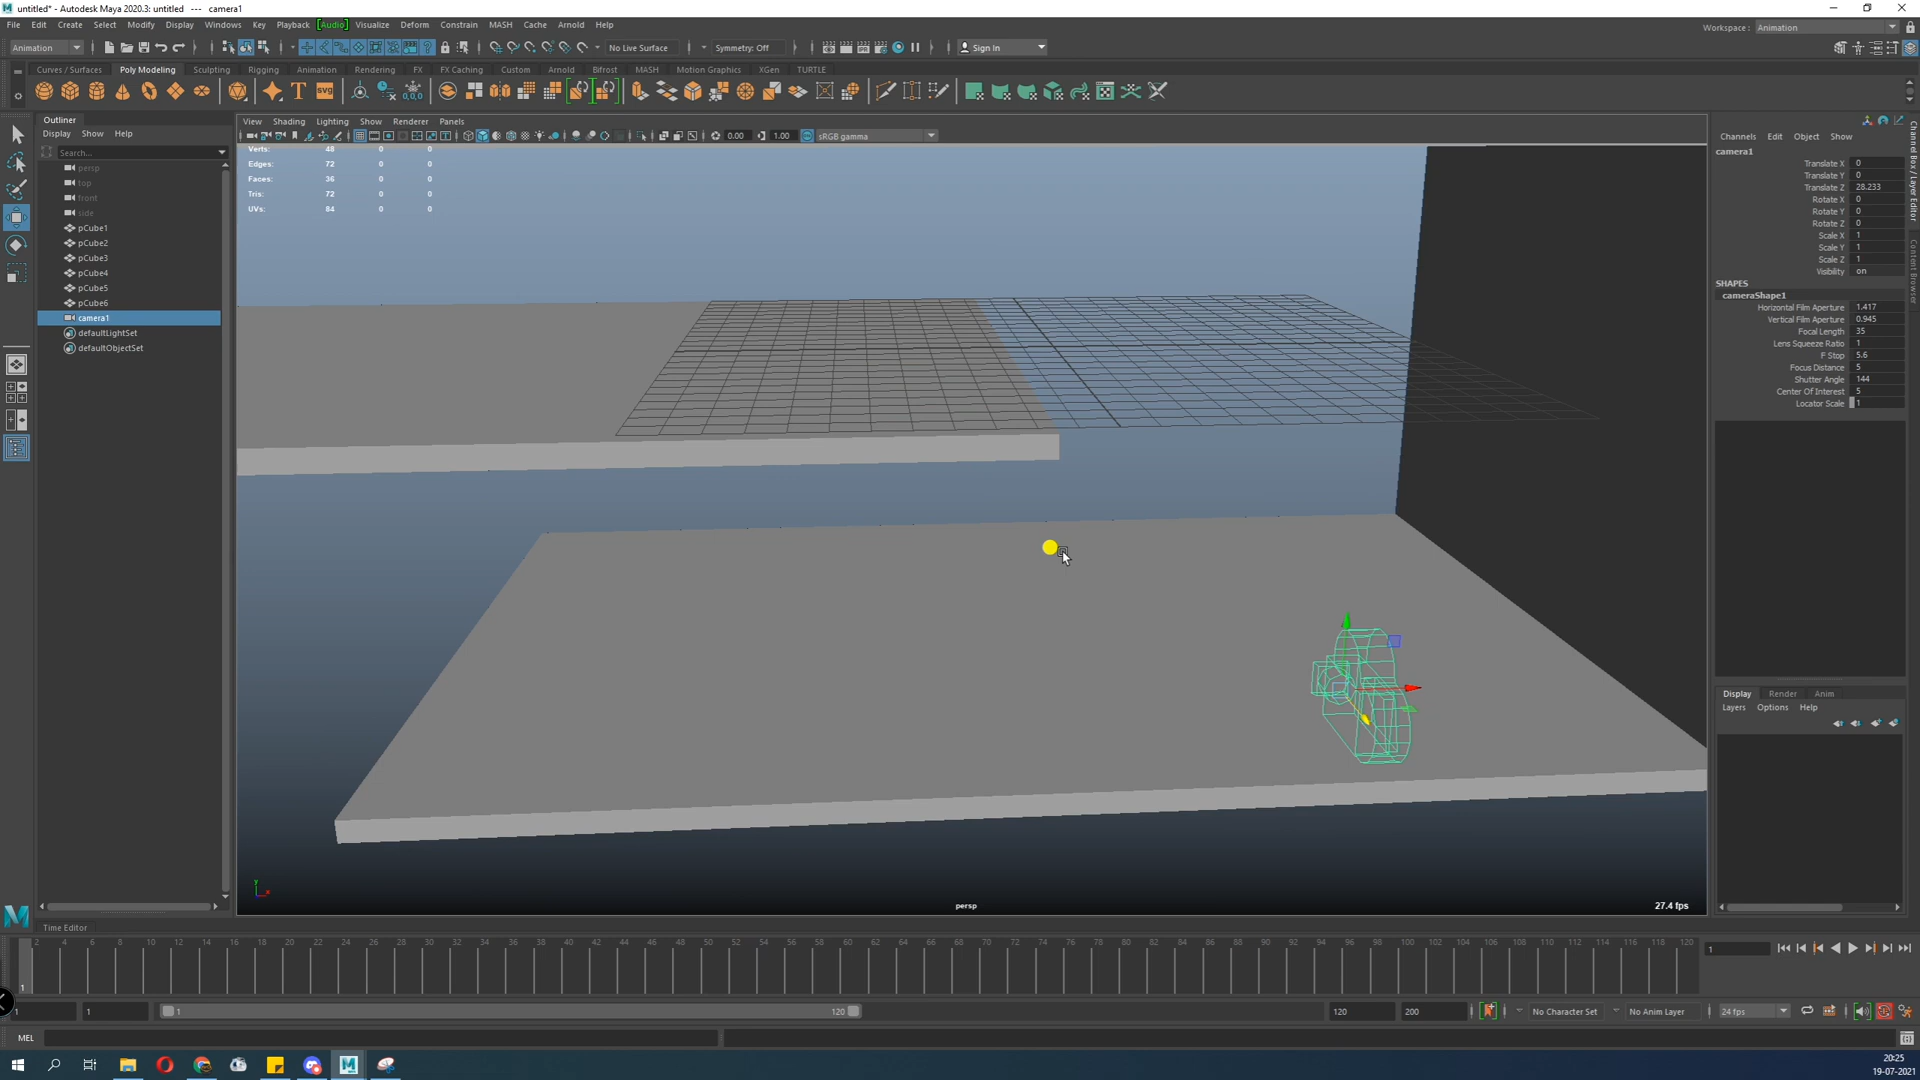 untitled* - Autodesk Maya 2020.3: untitled --- camera1
File Edit Create Select Modify Display Windows Key Playback [Audio] Visualize Deform Constrain MASH Cache Arnold Help
Workspace : Animation
Animation
No Live Surface
Symmetry: Off
Sign In
Curves / Surfaces Poly Modeling Sculpting Rigging Animation Rendering FX FX Caching Custom Arnold Bifrost MASH Motion Graphics XGen TURTLE
SVG
0,0,0
Outliner
Display Show Help
Search...
persp
top
front
side
pCube1
pCube2
pCube3
pCube4
pCube5
pCube6
camera1
defaultLightSet
defaultObjectSet
View Shading Lighting Show Renderer Panels
0.00 1.00 sRGB gamma
Verts: 48 0 0
Edges: 72 0 0
Faces: 36 0 0
Tris: 72 0 0
UVs: 84 0 0
y
x
persp
27.4 fps
Channels Edit Object Show
camera1
Translate X 0
Translate Y 0
Translate Z 28.233
Rotate X 0
Rotate Y 0
Rotate Z 0
Scale X 1
Scale Y 1
Scale Z 1
Visibility on
SHAPES
cameraShape1
Horizontal Film Aperture 1.417
Vertical Film Aperture 0.945
Focal Length 35
Lens Squeeze Ratio 1
F Stop 5.6
Focus Distance 5
Shutter Angle 144
Center Of Interest 5
Locator Scale 1
Channel Box / Layer Editor
Content Browser
Display Render Anim
Layers Options Help
Time Editor
2 4 6 8 10 12 14 16 18 20 22 24 26 28 30 32 34 36 38 40 42 44 46 48 50 52 54 56 58 60 62 64 66 68 70 72 74 76 78 80 82 84 86 88 90 92 94 96 98 100 102 104 106 108 110 112 114 116 118 120
1
1
1 1 1 120 120 200 No Character Set No Anim Layer 24 fps
MEL
20:25
19-07-2021